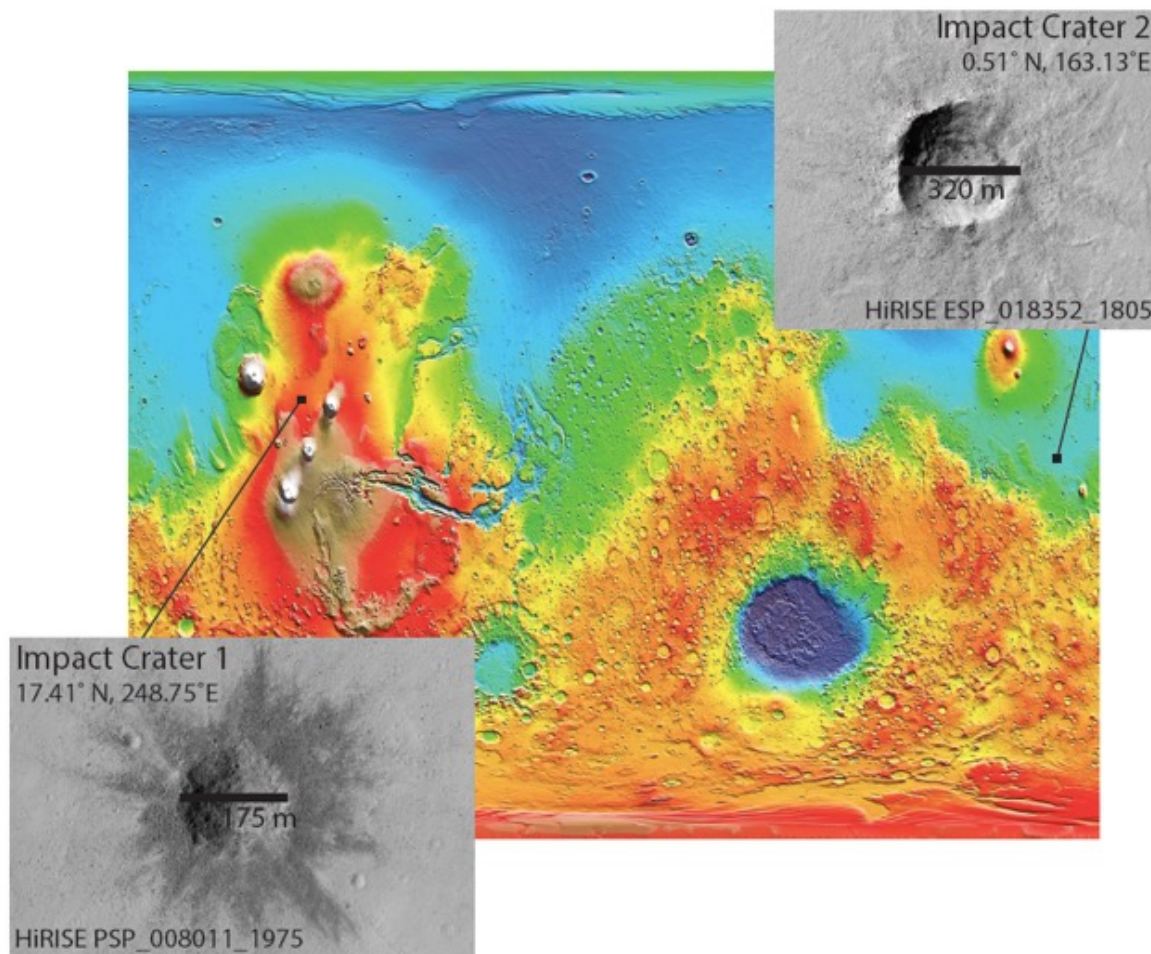 Impact Crater 2
0.51° N, 163.13°E
320 m
HiRISE ESP_018352_1805
Impact Crater 1
17.41° N, 248.75°E
175 m
HiRISE PSP_008011_1975